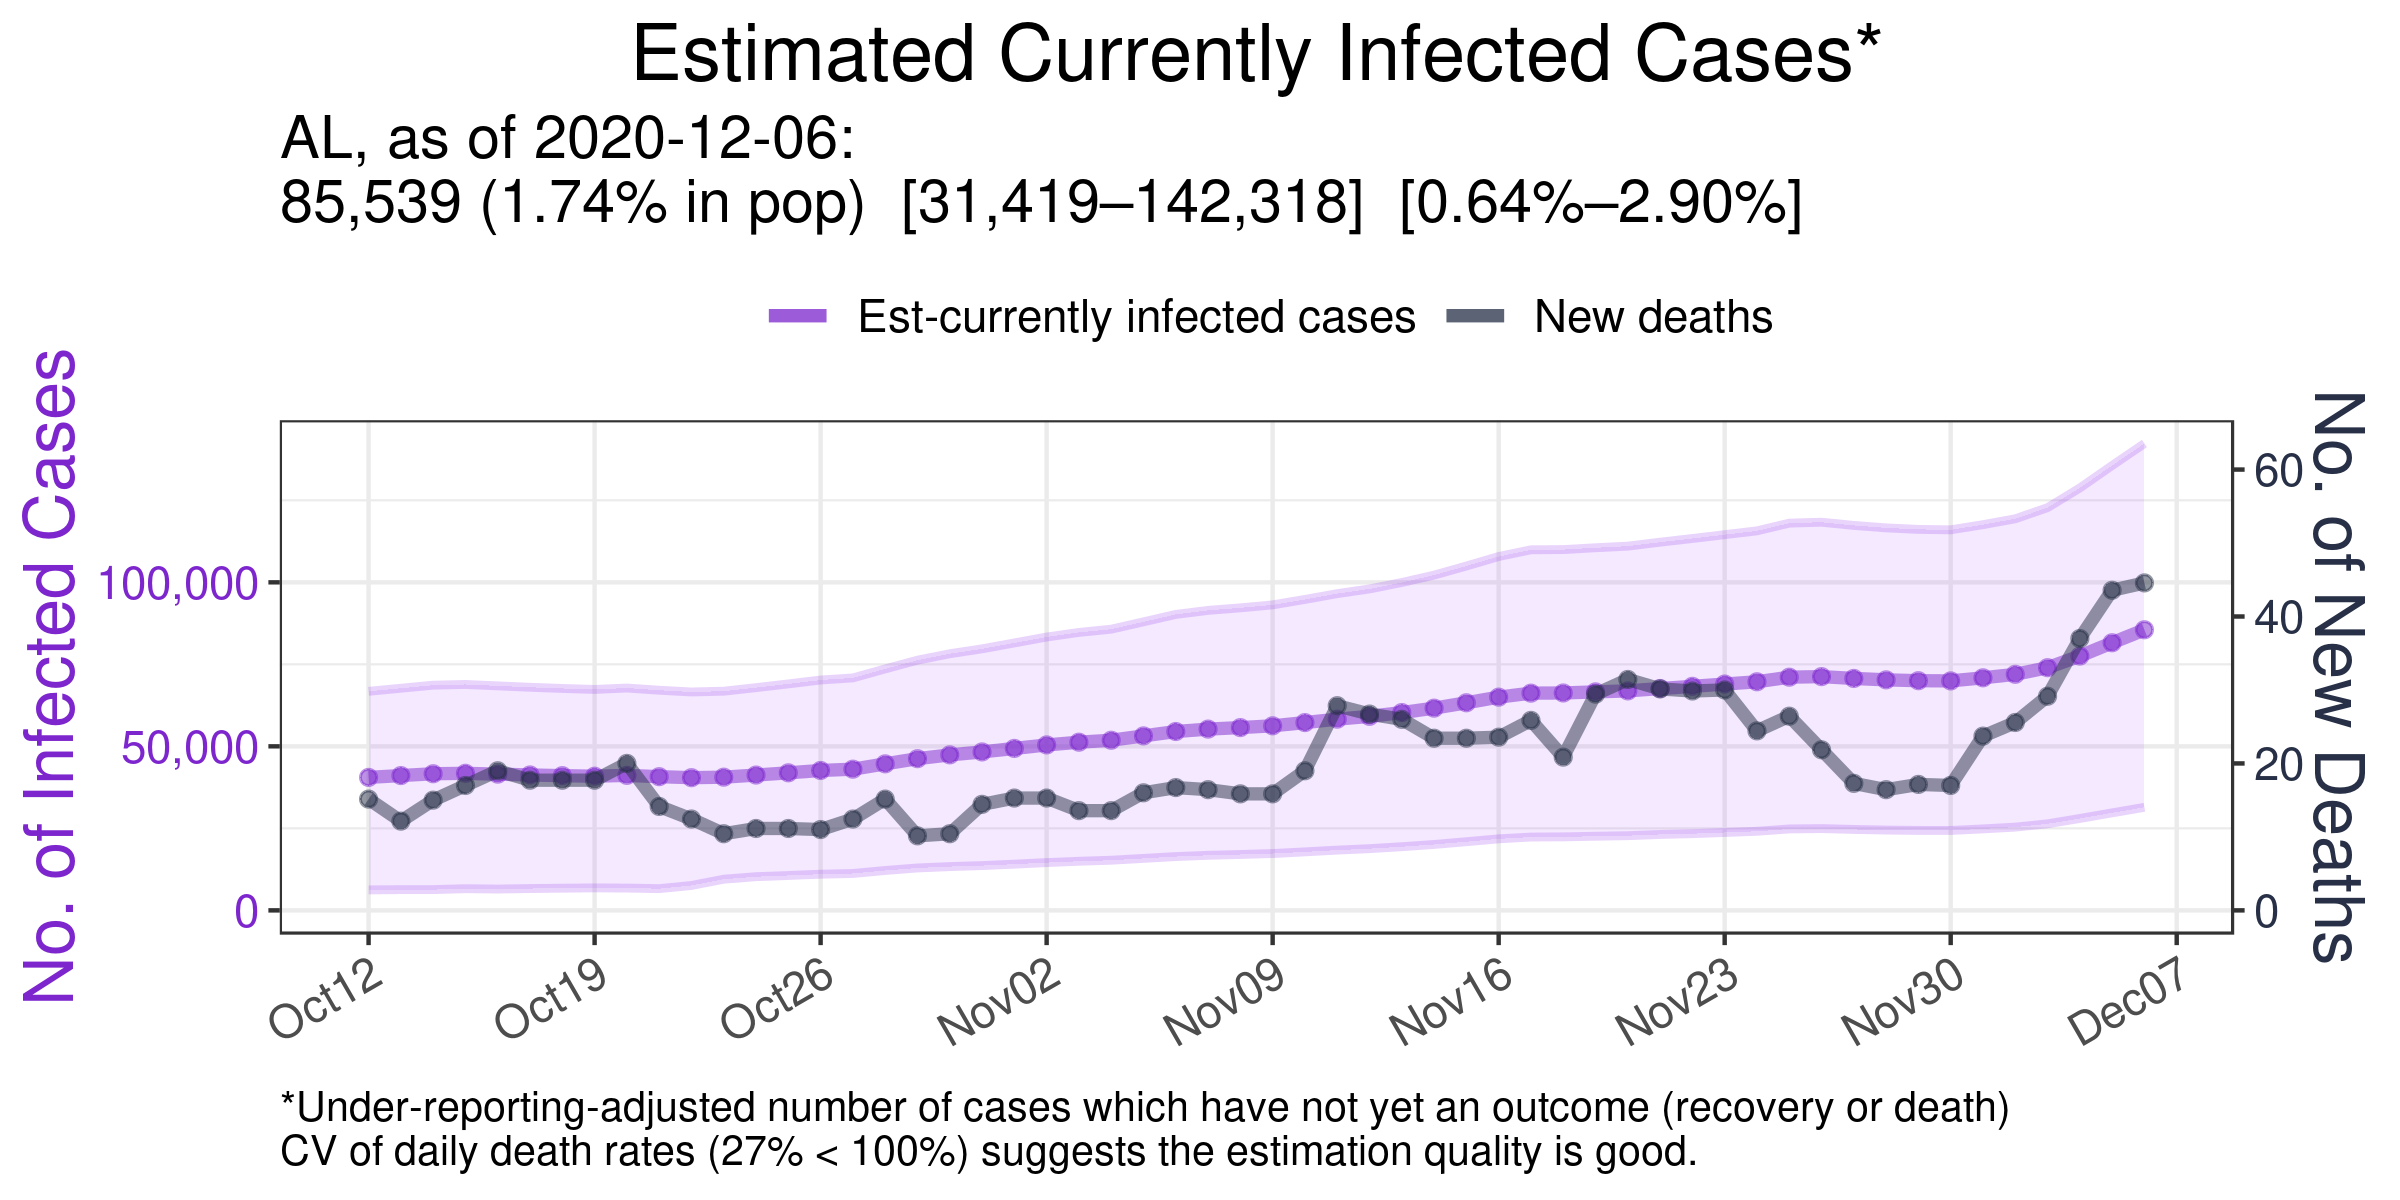 Estimated Currently Infected Cases*
AL, as of 2020-12-06:
85,539 (1.74% in pop)  [31,419–142,318]  [0.64%–2.90%]
Est-currently infected cases
New deaths
No. of Infected Cases
100,000
50,000
0
60
40
20
0
No. of New Deaths
Oct12
Oct19
Oct26
Nov02
Nov09
Nov16
Nov23
Nov30
Dec07
*Under-reporting-adjusted number of cases which have not yet an outcome (recovery or death)
CV of daily death rates (27% < 100%) suggests the estimation quality is good.